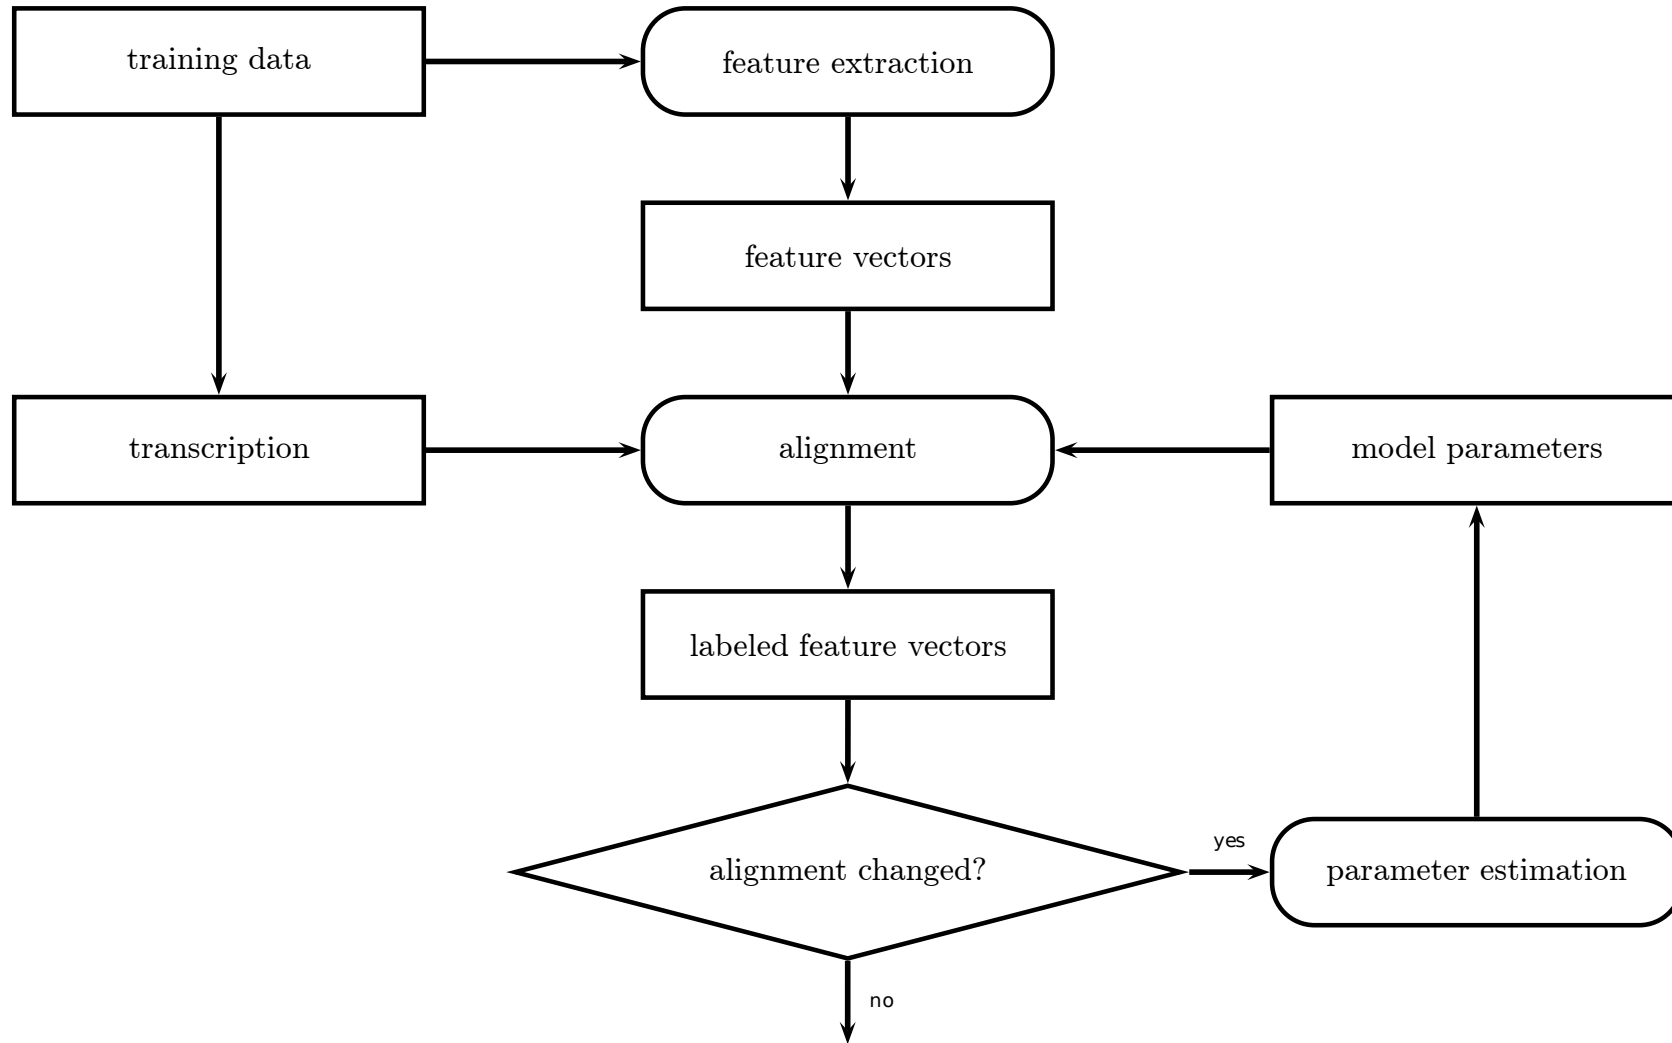 training data
feature extraction
feature vectors
transcription
alignment
model parameters
labeled feature vectors
alignment changed?
yes
parameter estimation
no